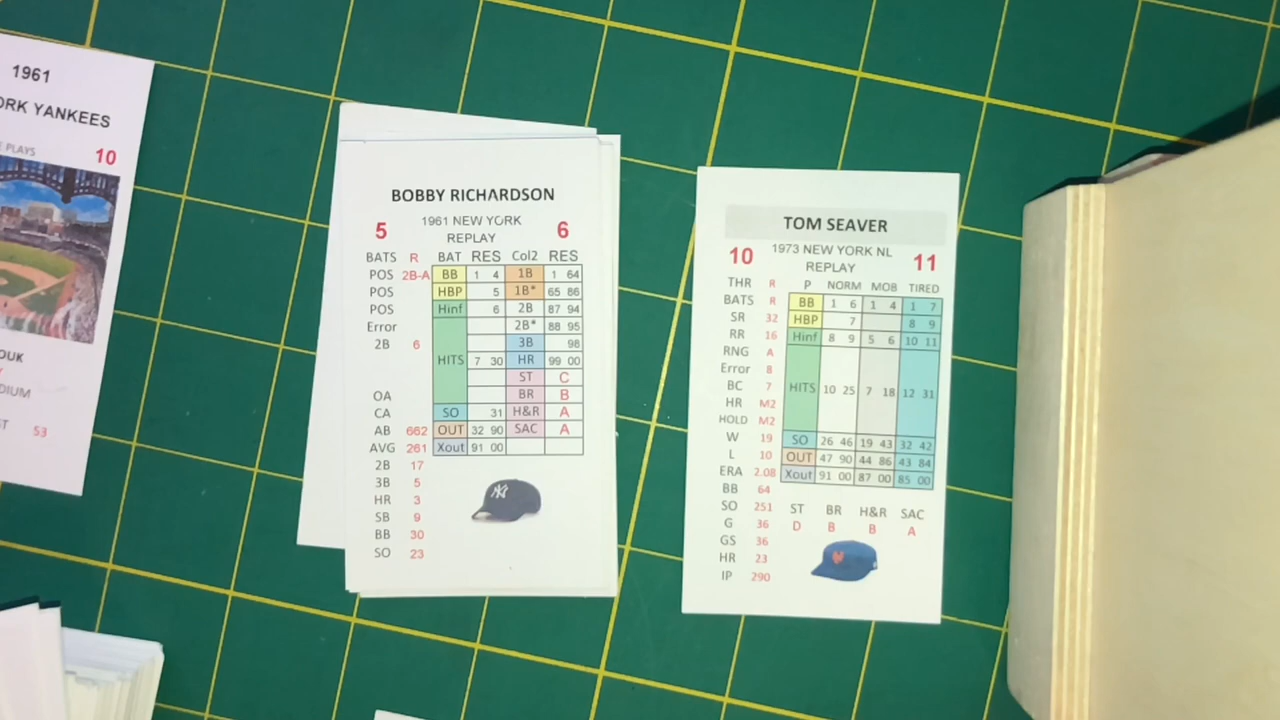 1961
ORK YANKEES
E PLAYS 10
OUK
DIUM
ST 53
BOBBY RICHARDSON
5 1961 NEW YORK 6
REPLAY
BATS R BAT RES Col2 RES
POS 2B-A BB 1 4 1B 1 64
POS HBP 5 1B* 65 86
POS Hinf 6 2B 87 94
Error 2B* 88 95
2B 6 3B 98
HITS 7 30 HR 99 00
ST C
OA BR B
CA SO 31 H&R A
AB 662 OUT 32 90 SAC A
AVG 261 Xout 91 00
2B 17
3B 5
HR 3
SB 9
BB 30
SO 23
TOM SEAVER
10 1973 NEW YORK NL 11
REPLAY
THR R P NORM MOB TIRED
BATS R BB 1 6 1 4 1 7
SR 32 HBP 7 8 9
RR 16 Hinf 8 9 5 6 10 11
RNG A
Error 8
BC 7 HITS 10 25 7 18 12 31
HR M2
HOLD M2
W 19 SO 26 46 19 43 32 42
L 10 OUT 47 90 44 86 43 84
ERA 2.08 Xout 91 00 87 00 85 00
BB 64
SO 251 ST BR H&R SAC
G 36 D B B A
GS 36
HR 23
IP 290